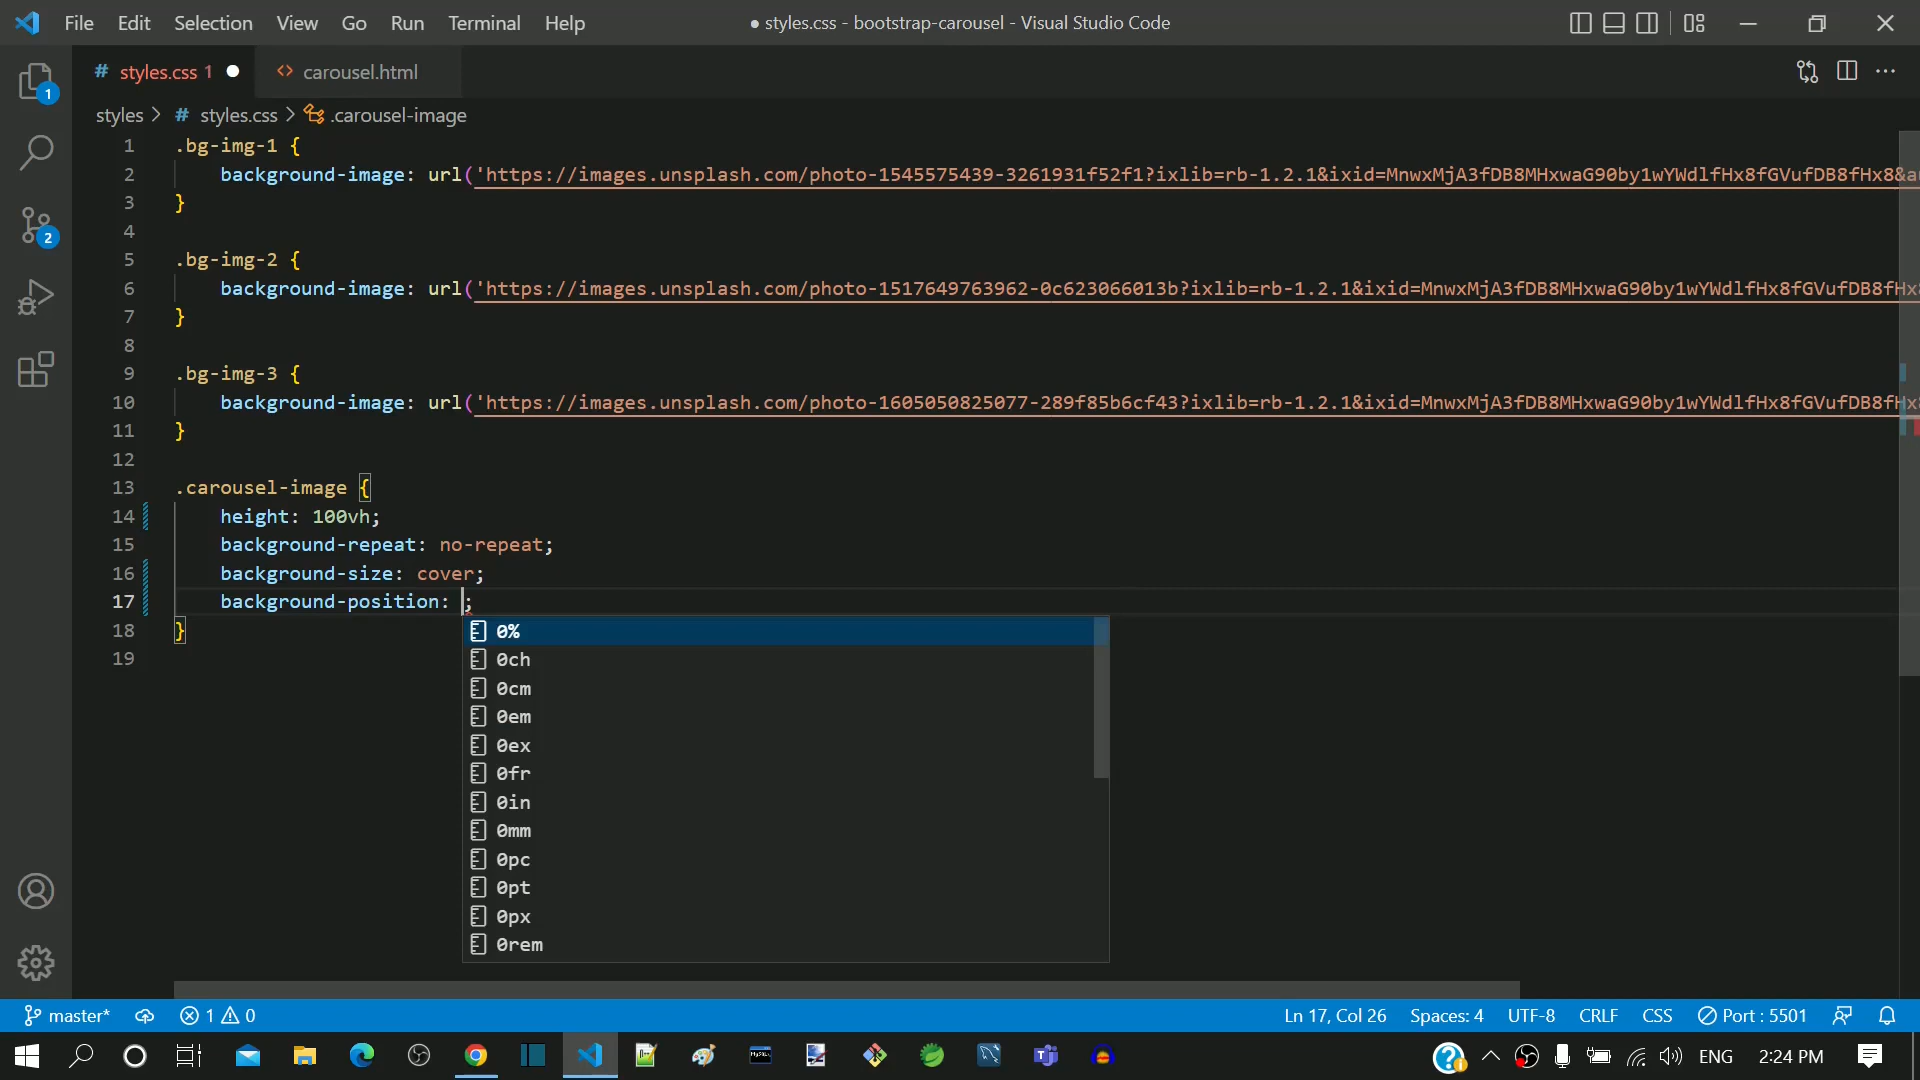 File Edit Selection View Go Run Terminal Help ● styles.css - bootstrap-carousel - Visual Studio Code
# styles.css 1 ● <> carousel.html
styles > # styles.css > .carousel-image
1 .bg-img-1 {
2 background-image: url('https://images.unsplash.com/photo-1545575439-3261931f52f1?ixlib=rb-1.2.1&ixid=MnwxMjA3fDB8MHxwaG90by1wYWdlfHx8fGVufDB8fHx8&a
3 }
4
5 .bg-img-2 {
6 background-image: url('https://images.unsplash.com/photo-1517649763962-0c623066013b?ixlib=rb-1.2.1&ixid=MnwxMjA3fDB8MHxwaG90by1wYWdlfHx8fGVufDB8fHx
7 }
8
9 .bg-img-3 {
10 background-image: url('https://images.unsplash.com/photo-1605050825077-289f85b6cf43?ixlib=rb-1.2.1&ixid=MnwxMjA3fDB8MHxwaG90by1wYWdlfHx8fGVufDB8fHx
11 }
12
13 .carousel-image {
14 height: 100vh;
15 background-repeat: no-repeat;
16 background-size: cover;
17 background-position: ;
18 }
19
0%
0ch
0cm
0em
0ex
0fr
0in
0mm
0pc
0pt
0px
0rem
1
2
master* 1 0 Ln 17, Col 26 Spaces: 4 UTF-8 CRLF CSS Port : 5501
MySQL ENG 2:24 PM